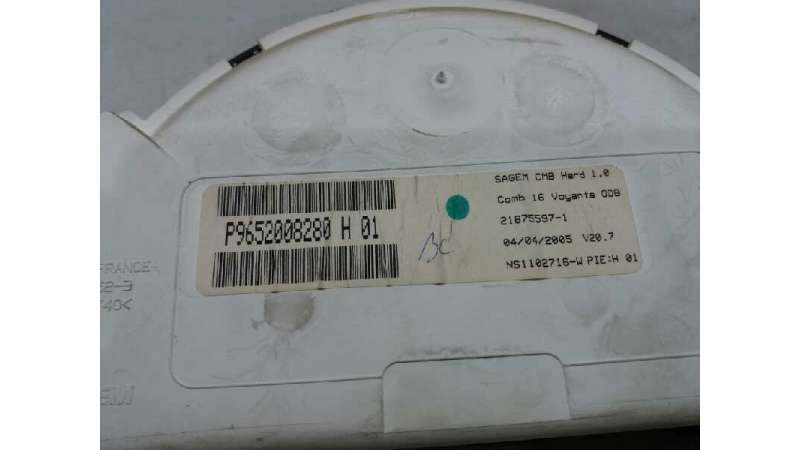 P9652008280 H 01
SAGEM CMB Hard 1.0
Comb 16 Voyants ODB
21675597-1
04/04/2005 V20.7
NS1102716-W PIE:H 01
BC
FRANCE